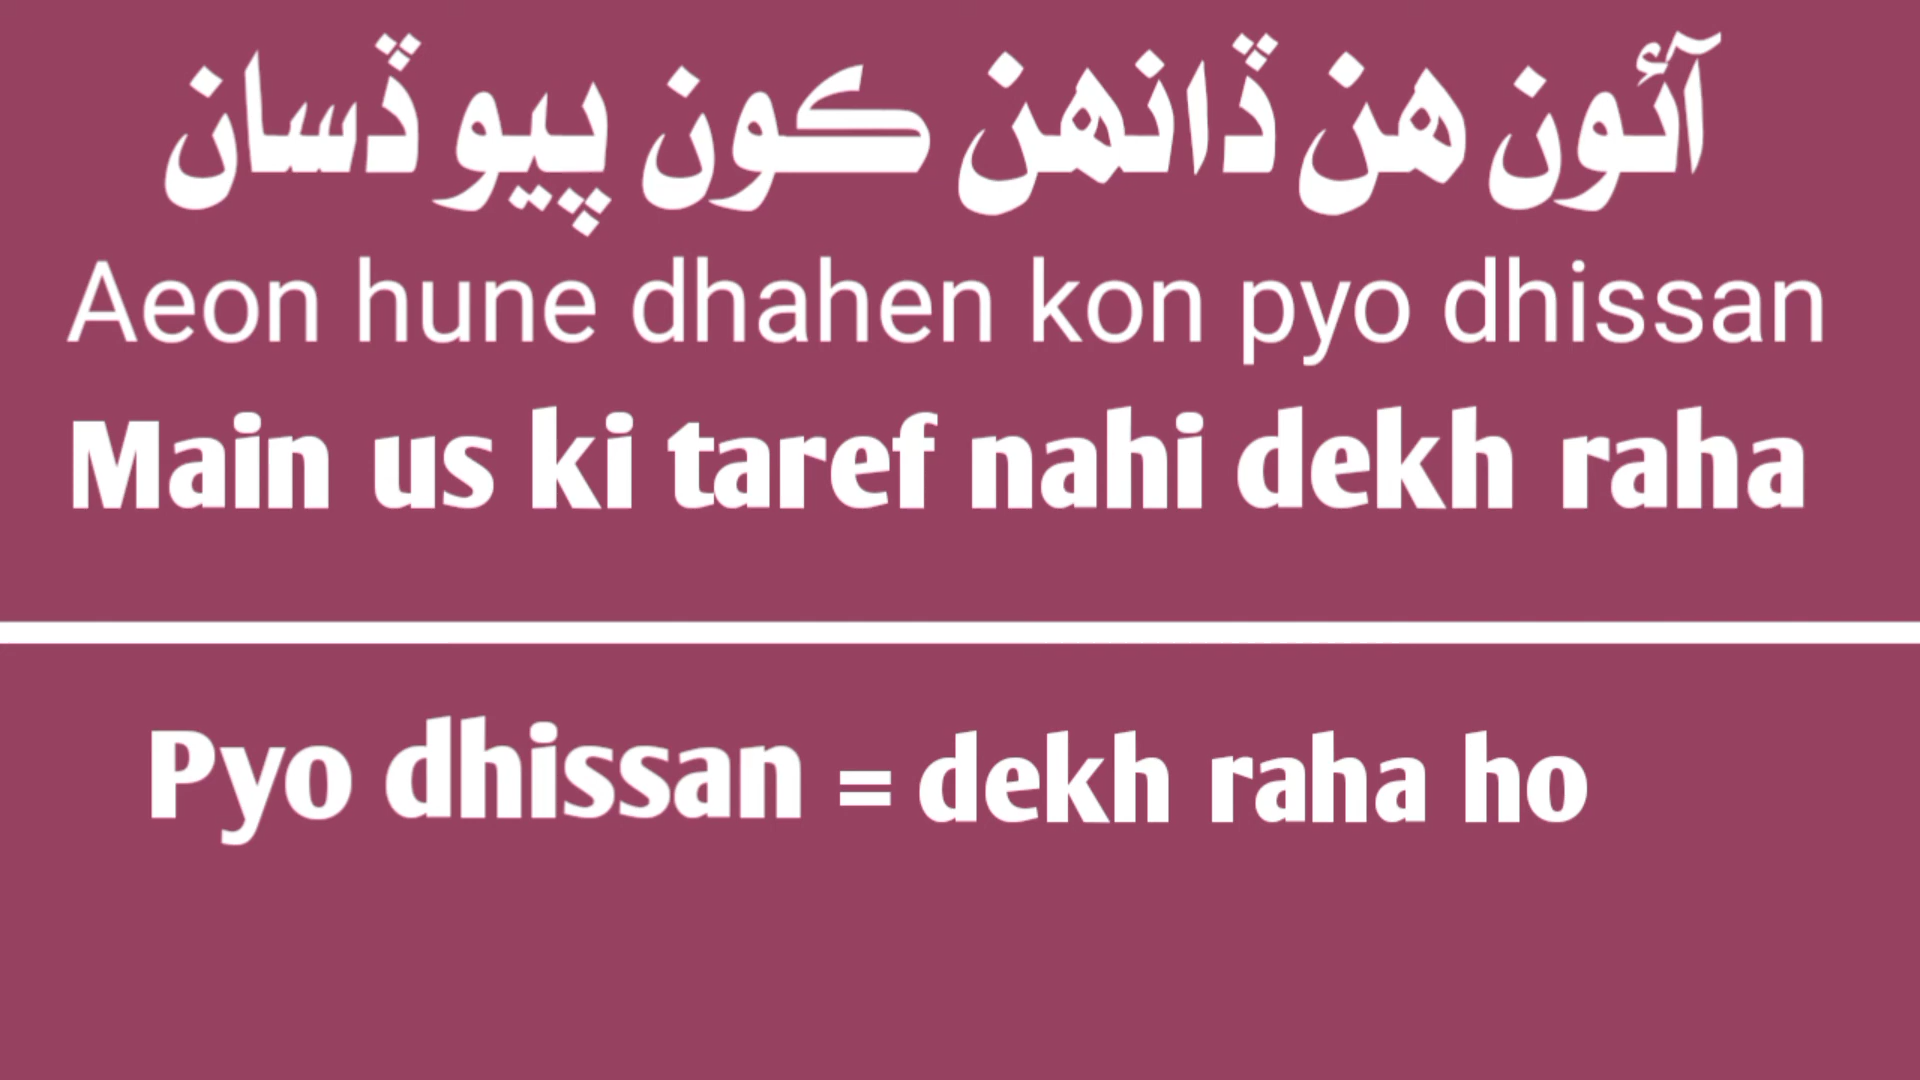 آئون هن ڏانهن ڪون پيو ڏسان
Aeon hune dhahen kon pyo dhissan
Main us ki taref nahi dekh raha
Pyo dhissan = dekh raha ho